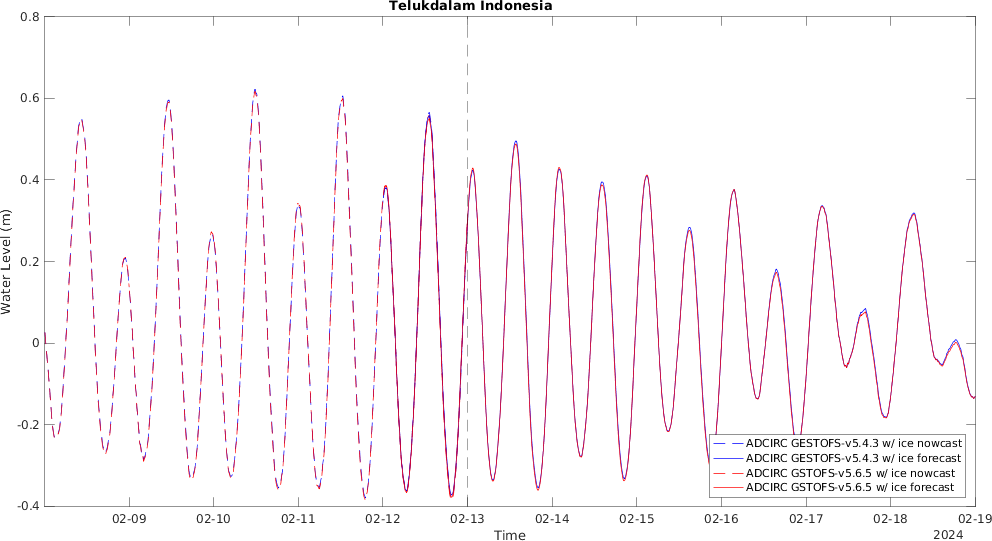 Telukdalam Indonesia
0.8
0.6
0.4
0.2
0
-0.2
-0.4
Water Level (m)
ADCIRC GESTOFS-v5.4.3 w/ ice nowcast
ADCIRC GESTOFS-v5.4.3 w/ ice forecast
ADCIRC GSTOFS-v5.6.5 w/ ice nowcast
ADCIRC GSTOFS-v5.6.5 w/ ice forecast
02-09 02-10 02-11 02-12 02-13 02-14 02-15 02-16 02-17 02-18 02-19
Time
2024